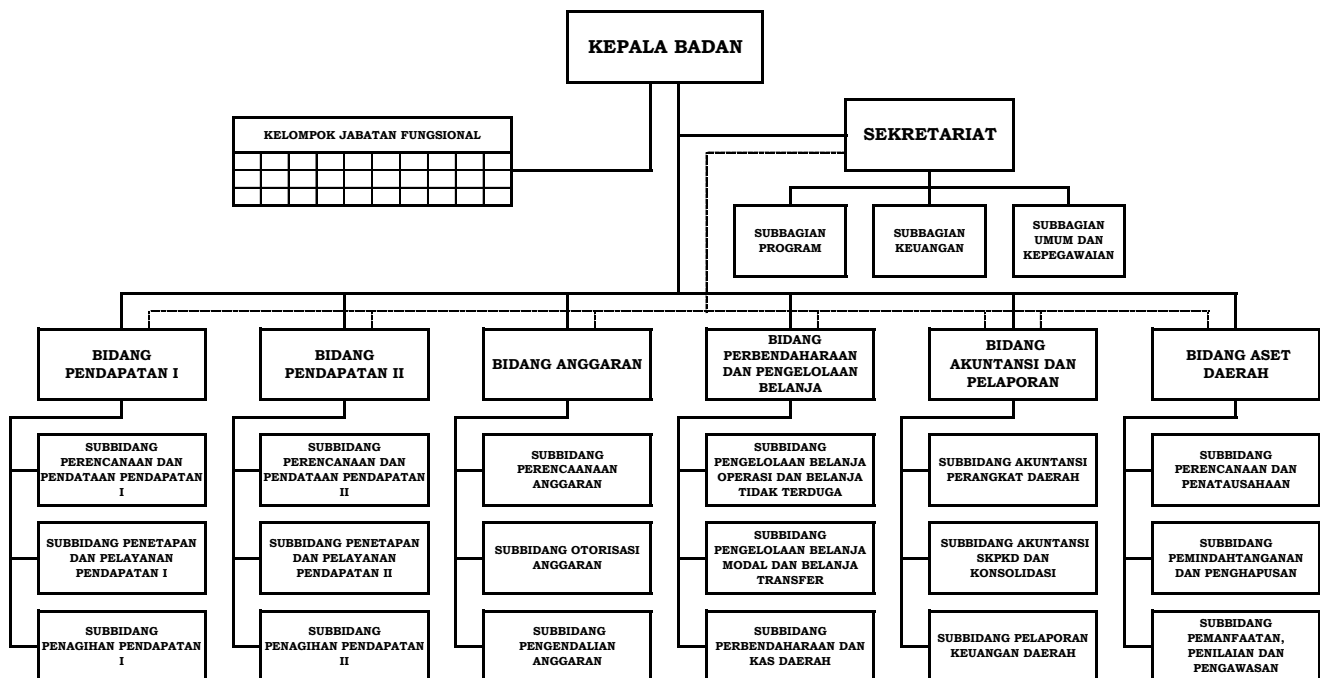 KEPALA BADAN
KELOMPOK JABATAN FUNGSIONAL
SEKRETARIAT
SUBBAGIAN
PROGRAM
SUBBAGIAN
KEUANGAN
SUBBAGIAN
UMUM DAN
KEPEGAWAIAN
BIDANG
PENDAPATAN I
BIDANG
PENDAPATAN II
BIDANG ANGGARAN
BIDANG
PERBENDAHARAAN
DAN PENGELOLAAN
BELANJA
BIDANG
AKUNTANSI DAN
PELAPORAN
BIDANG ASET
DAERAH
SUBBIDANG
PERENCANAAN DAN
PENDATAAN PENDAPATAN
I
SUBBIDANG
PERENCANAAN DAN
PENDATAAN PENDAPATAN
II
SUBBIDANG
PERENCAANAAN
ANGGARAN
SUBBIDANG
PENGELOLAAN BELANJA
OPERASI DAN BELANJA
TIDAK TERDUGA
SUBBIDANG AKUNTANSI
PERANGKAT DAERAH
SUBBIDANG
PERENCANAAN DAN
PENATAUSAHAAN
SUBBIDANG PENETAPAN
DAN PELAYANAN
PENDAPATAN I
SUBBIDANG PENETAPAN
DAN PELAYANAN
PENDAPATAN II
SUBBIDANG OTORISASI
ANGGARAN
SUBBIDANG
PENGELOLAAN BELANJA
MODAL DAN BELANJA
TRANSFER
SUBBIDANG AKUNTANSI
SKPKD DAN
KONSOLIDASI
SUBBIDANG
PEMINDAHTANGANAN
DAN PENGHAPUSAN
SUBBIDANG
PENAGIHAN PENDAPATAN
I
SUBBIDANG
PENAGIHAN PENDAPATAN
II
SUBBIDANG
PENGENDALIAN
ANGGARAN
SUBBIDANG
PERBENDAHARAAN DAN
KAS DAERAH
SUBBIDANG PELAPORAN
KEUANGAN DAERAH
SUBBIDANG
PEMANFAATAN,
PENILAIAN DAN
PENGAWASAN